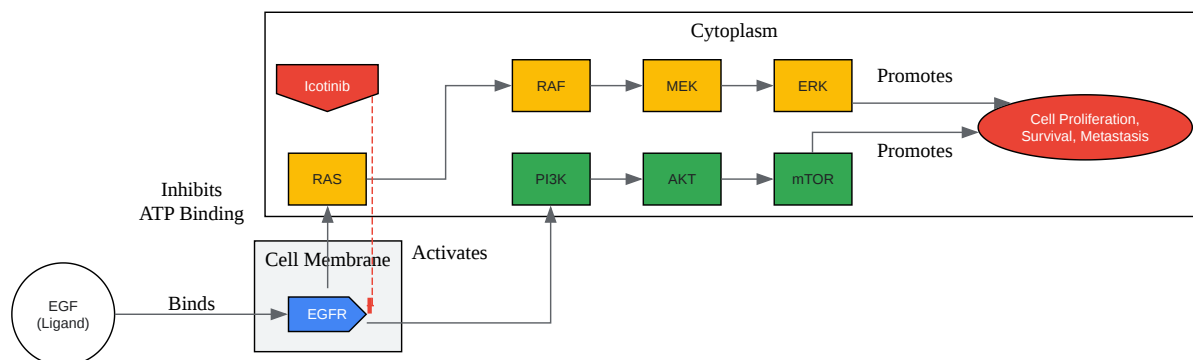 Cytoplasm
Icotinib
RAF
MEK
ERK
Promotes
Cell Proliferation,
Survival, Metastasis
RAS
PI3K
AKT
mTOR
Promotes
Inhibits
ATP Binding
Cell Membrane
Activates
EGF
(Ligand)
Binds
EGFR